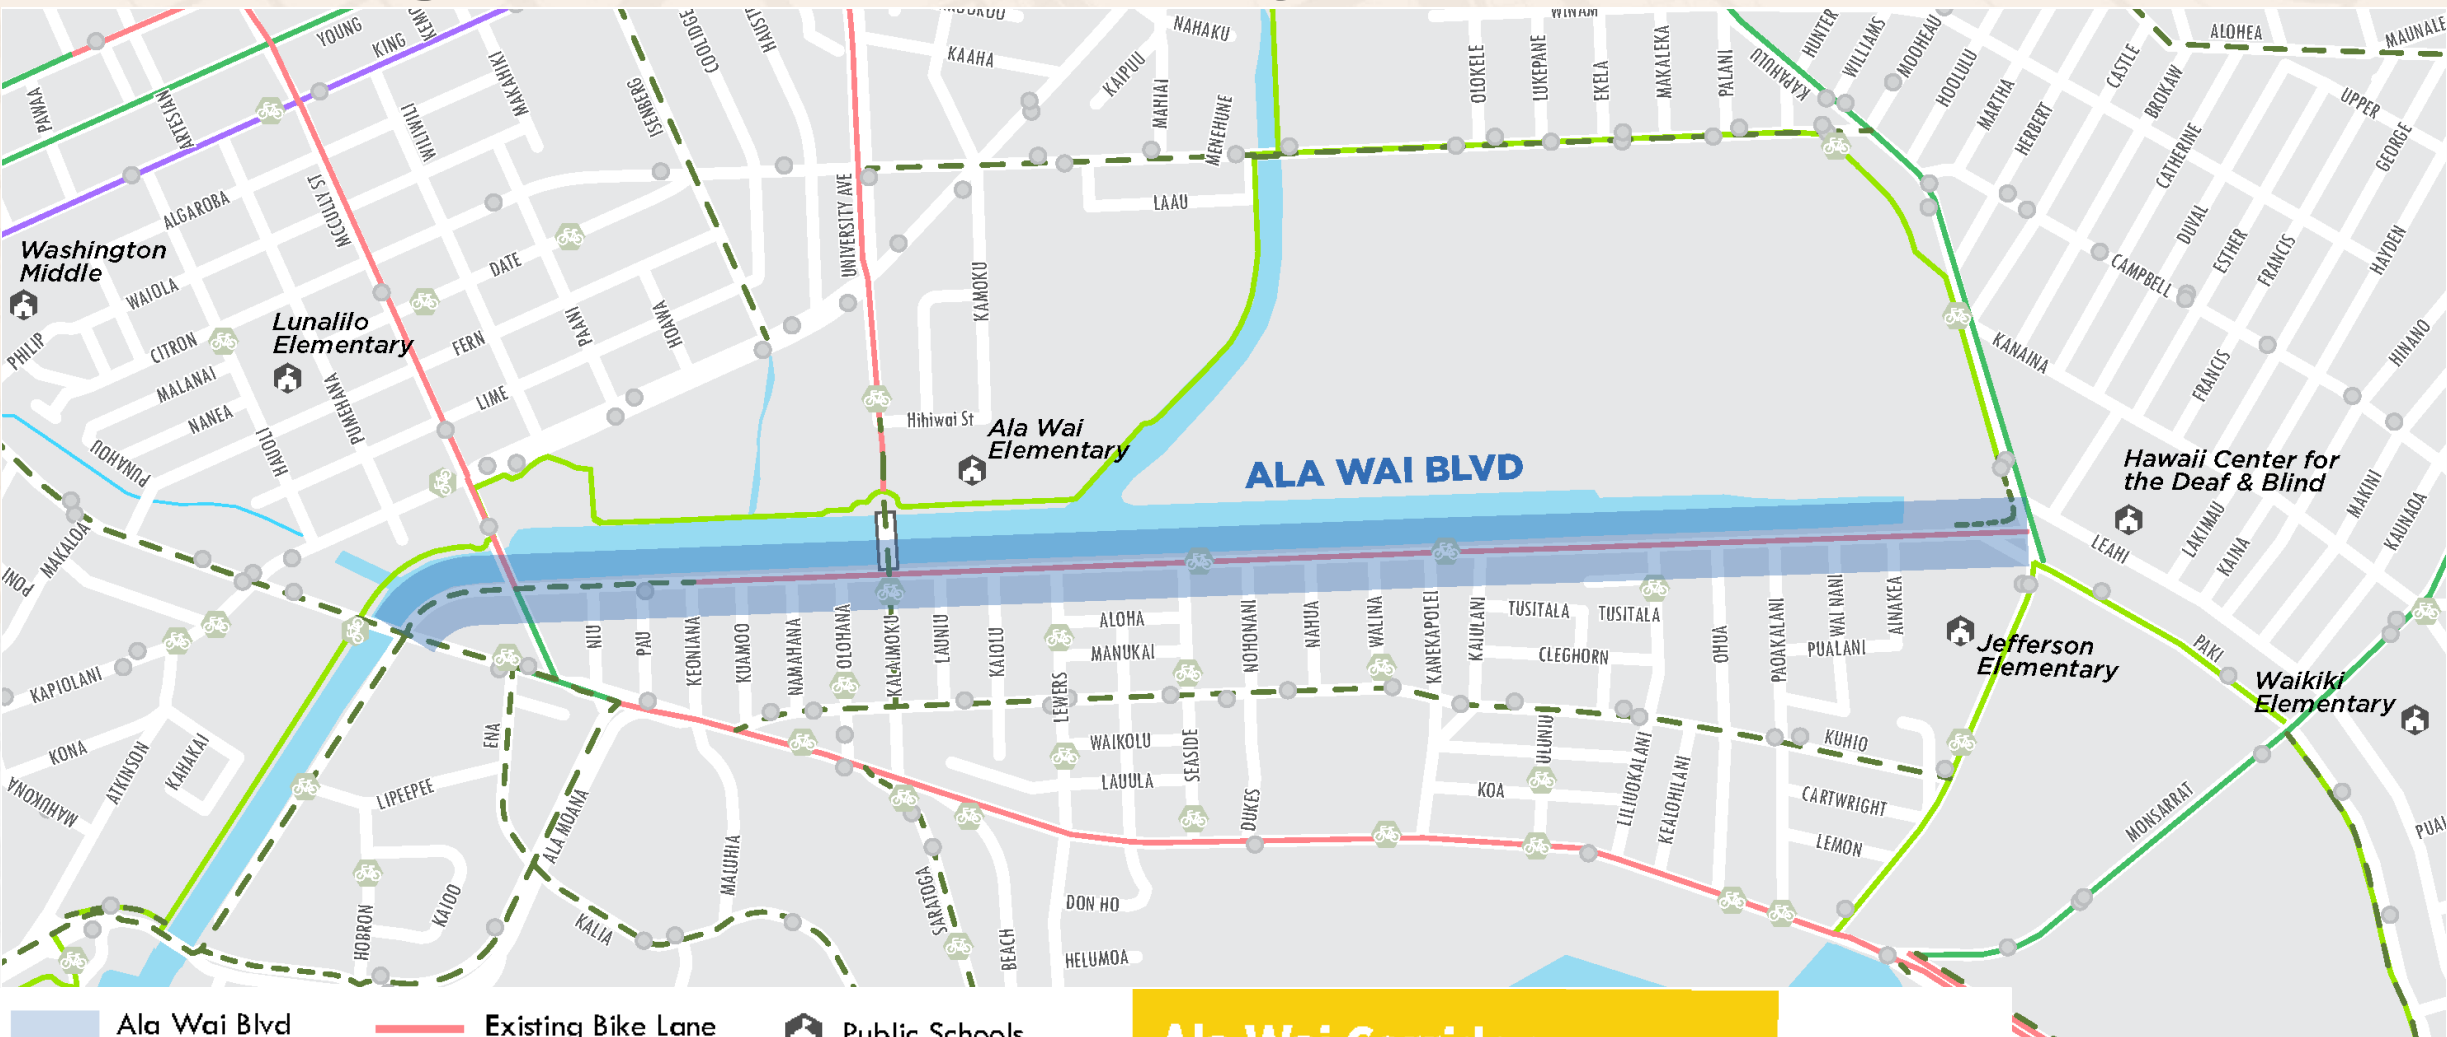 YOUNG
KING
NAHAKU
KAAHA
KAIPUU
MAHIAI
MENEHUNE
OLOKELE
LUKEPANE
EKELA
MAKALEKA
PALANI
KAPAHULU
HUNTER
WILLIAMS
MOOHEAU
HOOLULU
MARTHA
HERBERT
CASTLE
BROKAW
CATHERINE
ALOHEA
UPPER
GEORGE
PAWAA
ARTESIAN
WILIWILI
MAKAHIKI
ISENBERG
COOLIDGE
ALGAROBA
MCCULLY ST
UNIVERSITY AVE
LAAU
KAMOKU
DUVAL
ESTHER
FRANCIS
HAYDEN
CAMPBELL
Washington
Middle
WAIOLA
DATE
PHILIP
CITRON
Lunalilo
Elementary
FERN
PAANI
HOAWA
MALANAI
NANEA
PUMEHANA
LIME
HAUOLI
PUNAHOU
KANAINA
FRANCIS
HINANO
Hihiwai St
Ala Wai
Elementary
ALA WAI BLVD
Hawaii Center for
the Deaf & Blind
MAKINI
KAUNAOA
LAKIMAU
KAINA
LEAHI
MAKALOA
PONI
KAPIOLANI
KONA
ATKINSON
KAHAKAI
MAHUKONA
NIU
PAU
KEONIANA
KUAMOO
NAMAHANA
OLOHANA
KALAIMOKU
LAUNIU
KAIOLU
LEWERS
ALOHA
MANUKAI
NOHONANI
NAHUA
WALINA
KANEKAPOLEI
KAIULANI
TUSITALA
TUSITALA
CLEGHORN
OHUA
PAOAKALANI
WAI NANI
PUALANI
AINAKEA
Jefferson
Elementary
PAKI
Waikiki
Elementary
ENA
LIPEEPEE
ALA MOANA
HOBRON
KAIOO
KALIA
MALUHIA
SARATOGA
BEACH
WAIKOLU
LAUULA
SEASIDE
DUKES
DON HO
HELUMOA
KOA
ULUNIU
LILIUOKALANI
KEALOHILANI
KUHIO
CARTWRIGHT
LEMON
MONSARRAT
Ala Wai Blvd
Existing Bike Lane
Public Schools